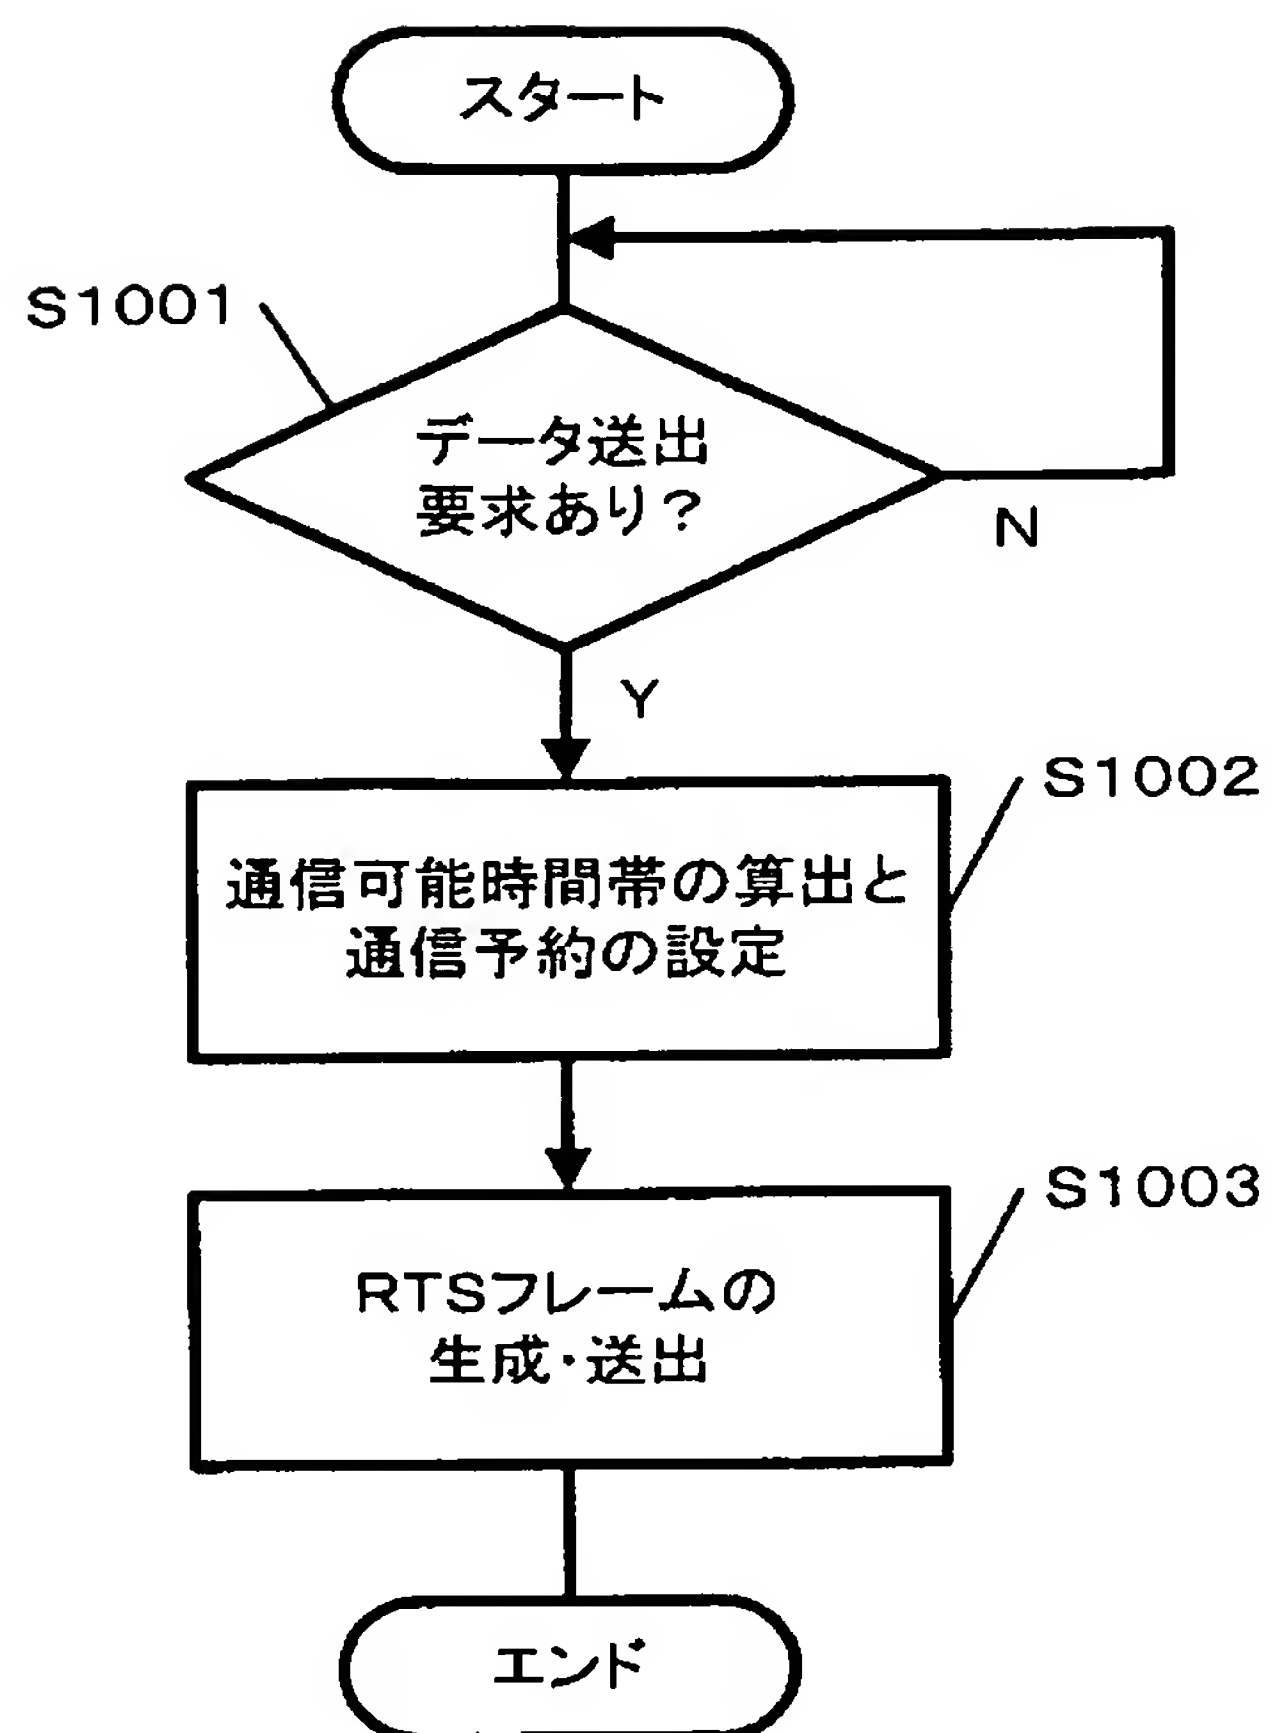 スタート
S1001
データ送出
要求あり?
N
Y
S1002
通信可能時間帯の算出と
通信予約の設定
S1003
RTSフレームの
生成・送出
エンド